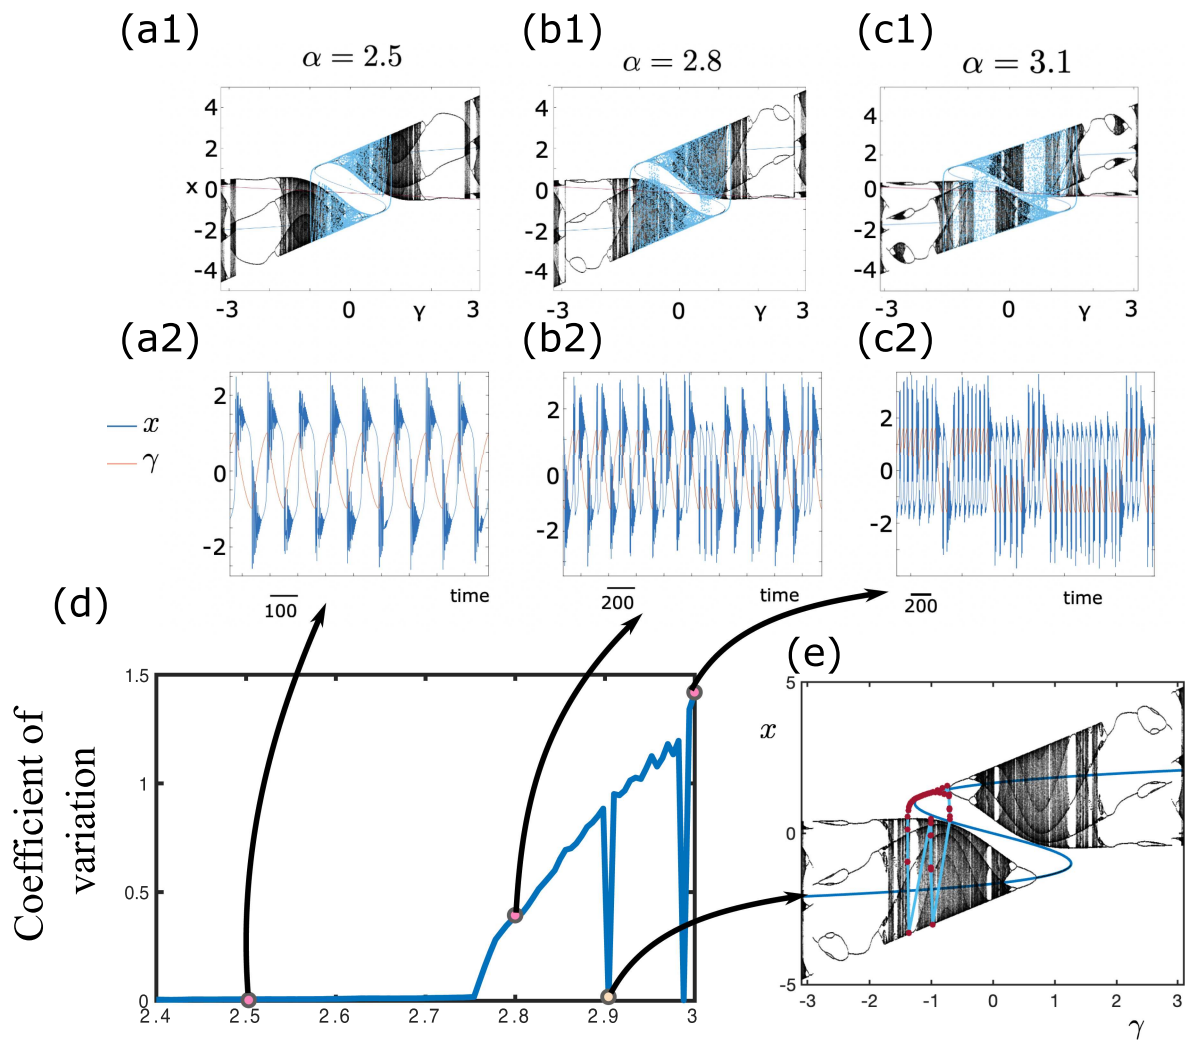 (a1)
(b1)
(c1)
α = 2.5
α = 2.8
α = 3.1
4
2
x 0
-2
-4
-3
0
γ
3
4
2
0
-2
-4
-3
0
γ
3
4
2
0
-2
-4
-3
0
γ
3
(a2)
(b2)
(c2)
x
γ
2
0
-2
100
time
2
0
-2
200
time
2
0
-2
200
time
(d)
Coefficient of
variation
1.5
1
0.5
0
2.4
2.5
2.6
2.7
2.8
2.9
3
(e)
5
x
0
-5
-3
-2
-1
0
1
2
3
γ